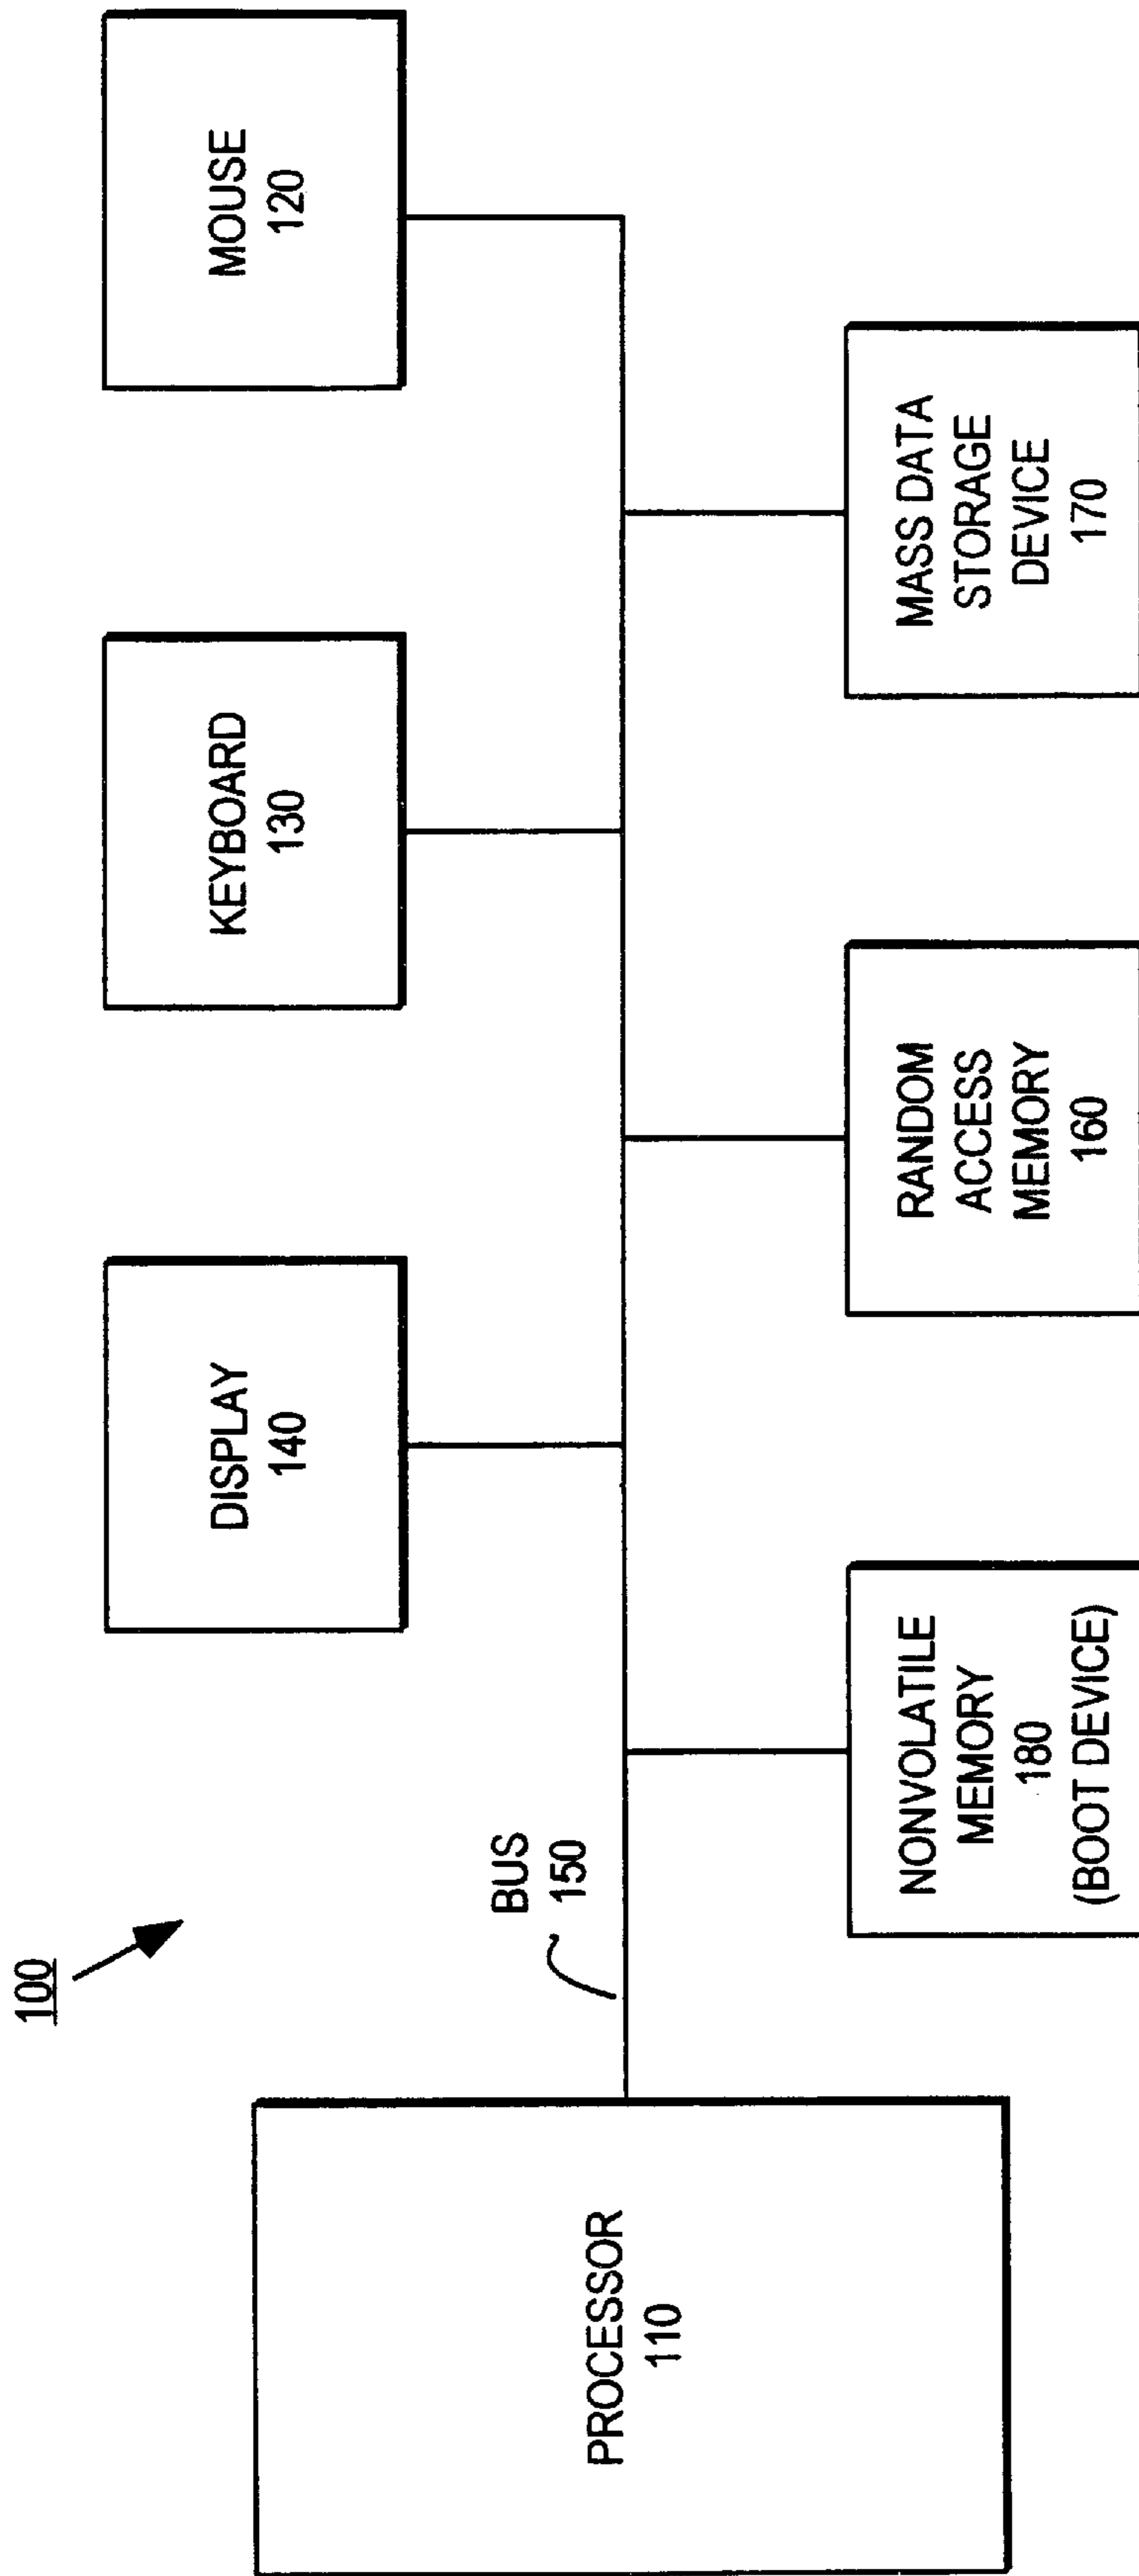 100
PROCESSOR
110
BUS
150
DISPLAY
140
KEYBOARD
130
MOUSE
120
NONVOLATILE
MEMORY
180
(BOOT DEVICE)
RANDOM
ACCESS
MEMORY
160
MASS DATA
STORAGE
DEVICE
170